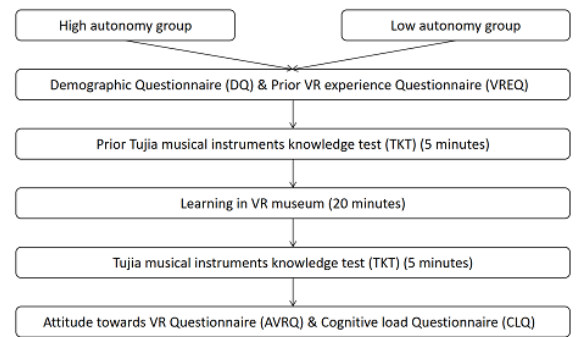 High autonomy group
Low autonomy group
Demographic Questionnaire (DQ) & Prior VR experience Questionnaire (VREQ)
Prior Tujia musical instruments knowledge test (TKT) (5 minutes)
Learning in VR museum (20 minutes)
Tujia musical instruments knowledge test (TKT) (5 minutes)
Attitude towards VR Questionnaire (AVRQ) & Cognitive load Questionnaire (CLQ)